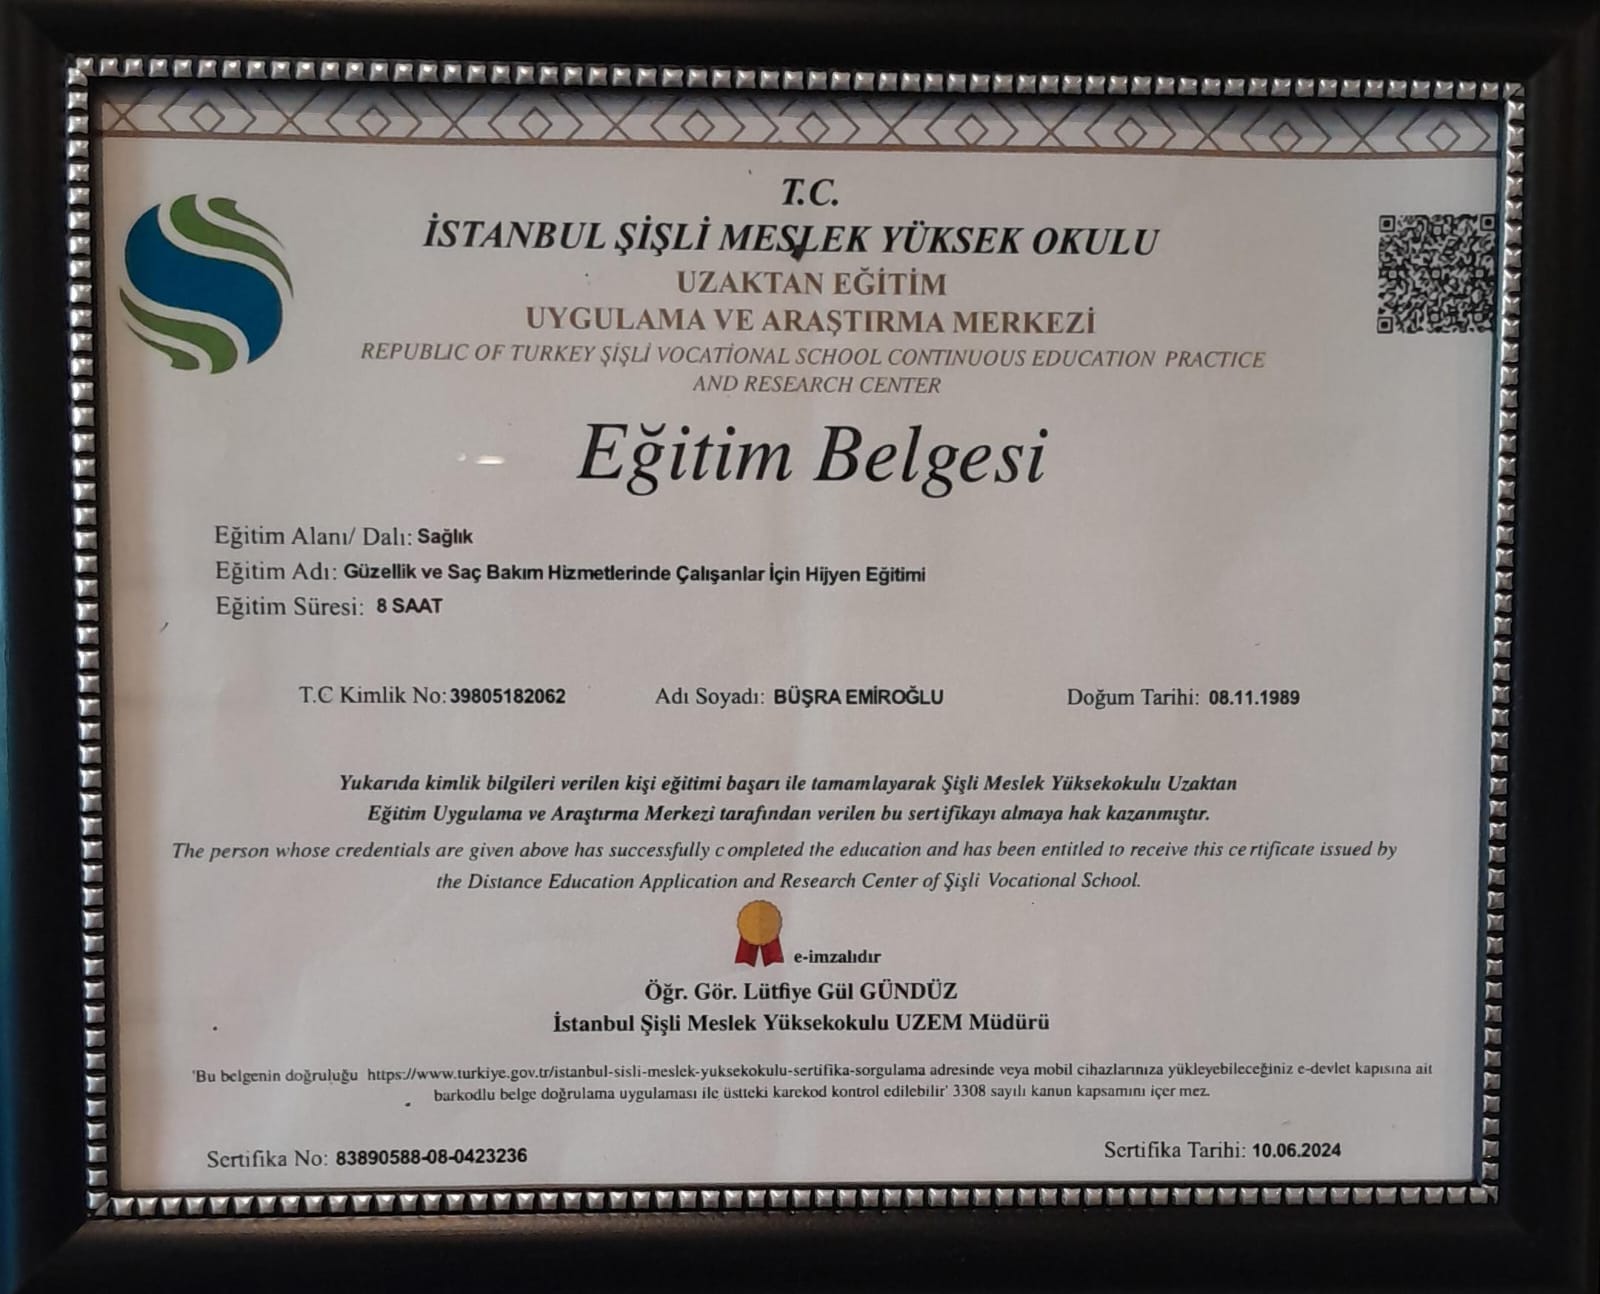 T.C.
İSTANBUL ŞİŞLİ MESLEK YÜKSEK OKULU
UZAKTAN EĞİTİM
UYGULAMA VE ARAŞTIRMA MERKEZİ
REPUBLIC OF TURKEY ŞİŞLİ VOCATİONAL SCHOOL CONTINUOUS EDUCATION PRACTICE
AND RESEARCH CENTER
Eğitim Belgesi
Eğitim Alanı/ Dalı: Sağlık
Eğitim Adı: Güzellik ve Saç Bakım Hizmetlerinde Çalışanlar İçin Hijyen Eğitimi
Eğitim Süresi: 8 SAAT
T.C Kimlik No: 39805182062 Adı Soyadı: BÜŞRA EMİROĞLU Doğum Tarihi: 08.11.1989
Yukarıda kimlik bilgileri verilen kişi eğitimi başarı ile tamamlayarak Şişli Meslek Yüksekokulu Uzaktan
Eğitim Uygulama ve Araştırma Merkezi tarafından verilen bu sertifikayı almaya hak kazanmıştır.
The person whose credentials are given above has successfully completed the education and has been entitled to receive this certificate issued by
the Distance Education Application and Research Center of Şişli Vocational School.
e-imzalıdır
Öğr. Gör. Lütfiye Gül GÜNDÜZ
İstanbul Şişli Meslek Yüksekokulu UZEM Müdürü
'Bu belgenin doğruluğu https://www.turkiye.gov.tr/istanbul-sisli-meslek-yuksekokulu-sertifika-sorgulama adresinde veya mobil cihazlarınıza yükleyebileceğiniz e-devlet kapısına ait
barkodlu belge doğrulama uygulaması ile üstteki karekod kontrol edilebilir' 3308 sayılı kanun kapsamını içermez.
Sertifika No: 83890588-08-0423236 Sertifika Tarihi: 10.06.2024